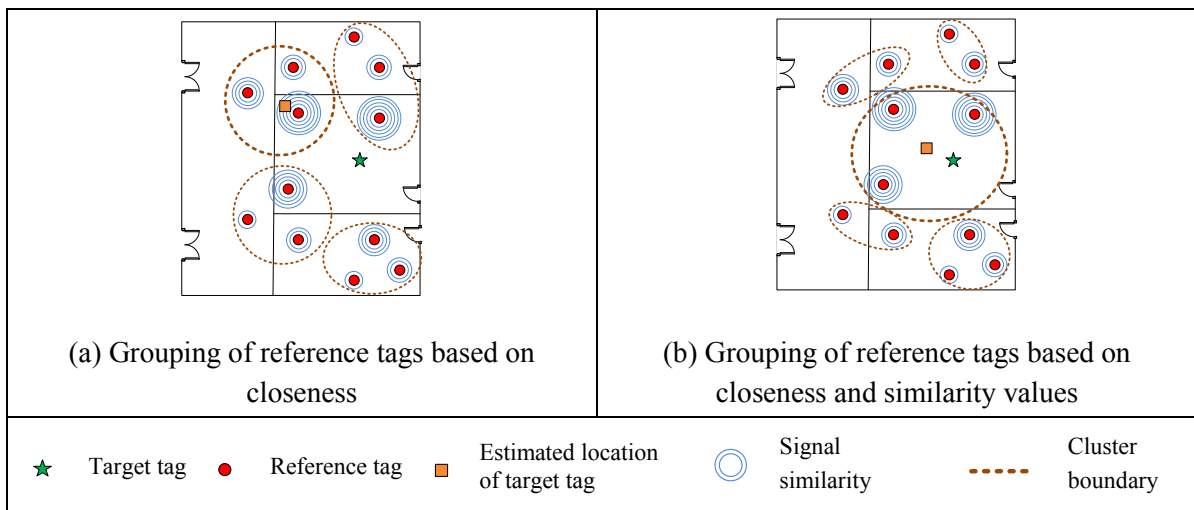 (a) Grouping of reference tags based on
closeness
(b) Grouping of reference tags based on
closeness and similarity values
Target tag
Reference tag
Estimated location
of target tag
Signal
similarity
Cluster
boundary